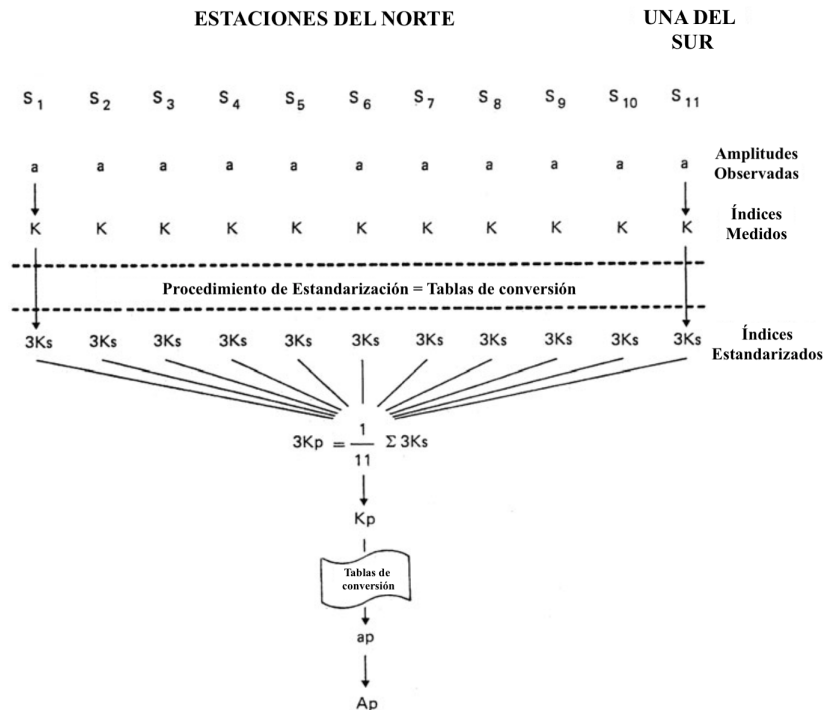 ESTACIONES DEL NORTE
UNA DEL
SUR
S1 S2 S3 S4 S5 S6 S7 S8 S9 S10 S11
a a a a a a a a a a a
Amplitudes
Observadas
K K K K K K K K K K K
Índices
Medidos
Procedimiento de Estandarización = Tablas de conversión
3Ks 3Ks 3Ks 3Ks 3Ks 3Ks 3Ks 3Ks 3Ks 3Ks 3Ks
Índices
Estandarizados
3Kp = 1/11 Σ 3Ks
Kp
Tablas de
conversión
ap
Ap